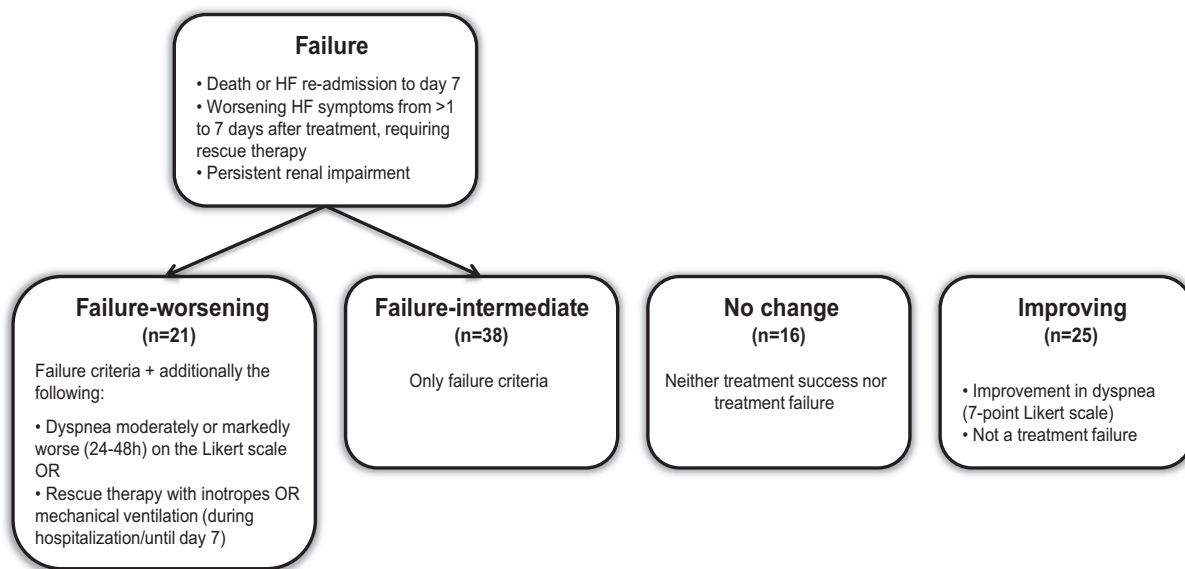 Failure
• Death or HF re-admission to day 7
• Worsening HF symptoms from >1
to 7 days after treatment, requiring
rescue therapy
• Persistent renal impairment
Failure-worsening
(n=21)
Failure criteria + additionally the
following:
• Dyspnea moderately or markedly
worse (24-48h) on the Likert scale
OR
• Rescue therapy with inotropes OR
mechanical ventilation (during
hospitalization/until day 7)
Failure-intermediate
(n=38)
Only failure criteria
No change
(n=16)
Neither treatment success nor
treatment failure
Improving
(n=25)
• Improvement in dyspnea
(7-point Likert scale)
• Not a treatment failure